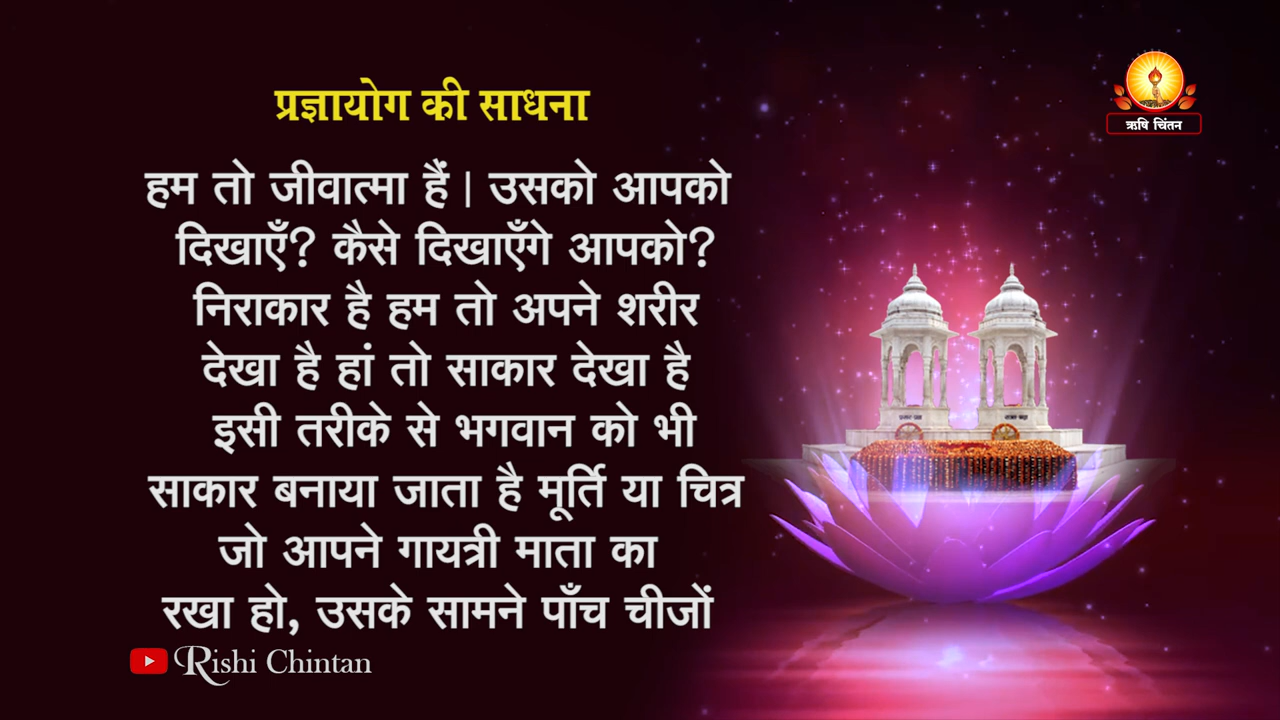 प्रज्ञायोग की साधना
ऋषि चिंतन
हम तो जीवात्मा हैं| उसको आपको
दिखाएँ? कैसे दिखाएँगे आपको?
निराकार है हम तो अपने शरीर
देखा है हां तो साकार देखा है
इसी तरीके से भगवान को भी
साकार बनाया जाता है मूर्ति या चित्र
जो आपने गायत्री माता का
रखा हो, उसके सामने पाँच चीजों
Rishi Chintan